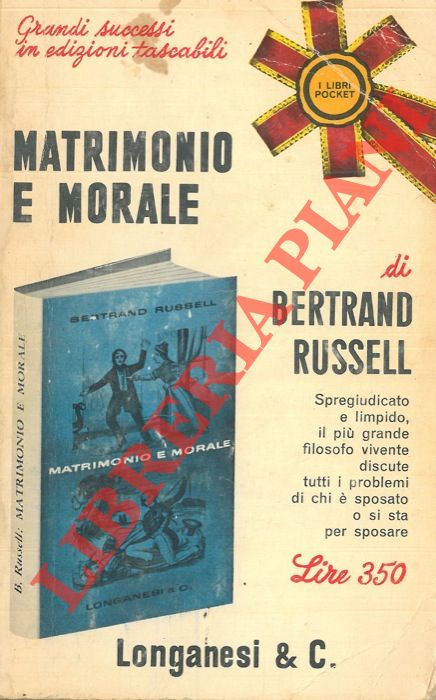 Grandi successi
in edizioni tascabili
I LIBRI
POCKET
MATRIMONIO
E MORALE
di
BERTRAND
RUSSELL
Spregiudicato
e limpido,
il più grande
filosofo vivente
discute
tutti i problemi
di chi è sposato
o si sta
per sposare
Lire 350
B. Russell: MATRIMONIO E MORALE
BERTRAND RUSSELL
MATRIMONIO E MORALE
LONGANESI & C.
Longanesi & C.
LIBRERIA PIANI